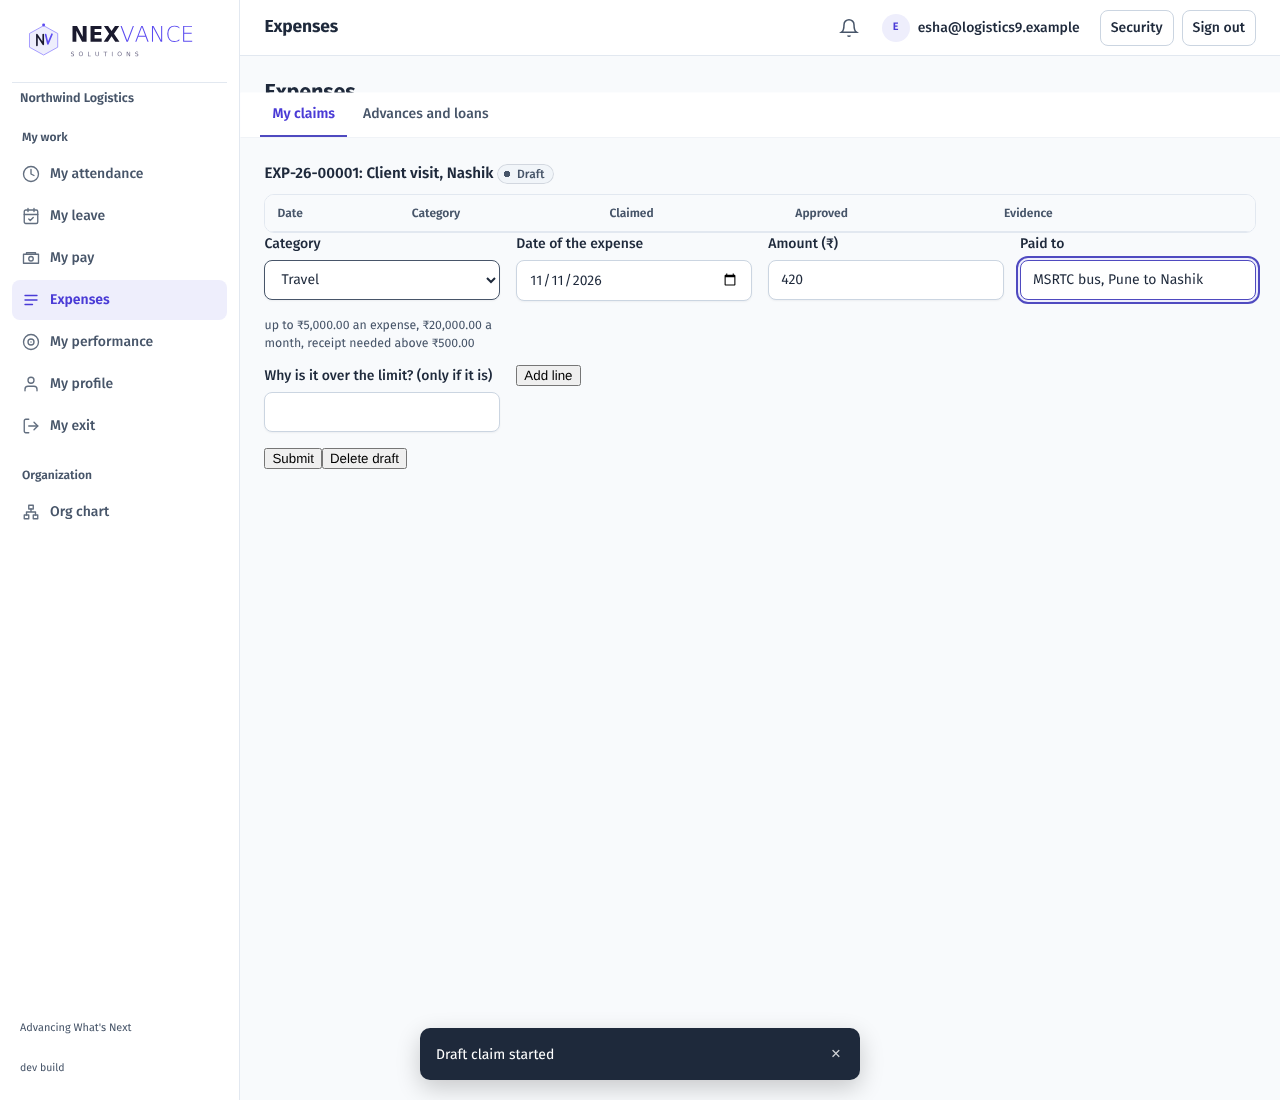 NV NEXVANCE
SOLUTIONS
Northwind Logistics
My work
My attendance
My leave
My pay
Expenses
My performance
My profile
My exit
Organization
Org chart
Advancing What's Next
dev build
Expenses
E esha@logistics9.example Security Sign out
Expenses
My claims Advances and loans
EXP-26-00001: Client visit, Nashik Draft
Date Category Claimed Approved Evidence
Category Date of the expense Amount (₹) Paid to
Travel 11/11/2026 420 MSRTC bus, Pune to Nashik
up to ₹5,000.00 an expense, ₹20,000.00 a
month, receipt needed above ₹500.00
Why is it over the limit? (only if it is) Add line
Submit Delete draft
Draft claim started ×